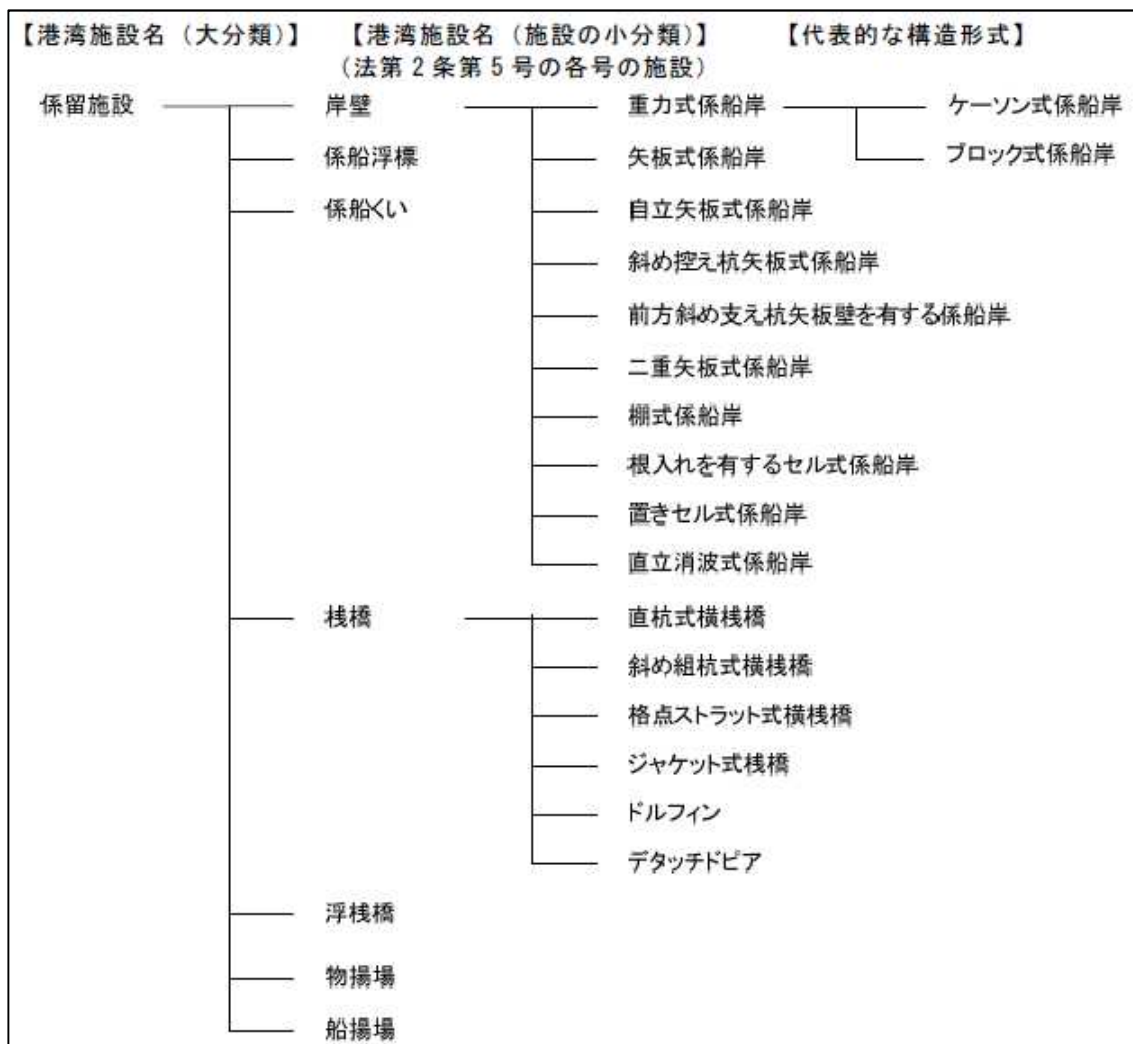 【港湾施設名(大分類)】 【港湾施設名(施設の小分類)】 【代表的な構造形式】
(法第2条第5号の各号の施設)
係留施設 岸壁 重力式係船岸 ケーソン式係船岸
係船浮標 矢板式係船岸 ブロック式係船岸
係船くい 自立矢板式係船岸
斜め控え杭矢板式係船岸
前方斜め支え杭矢板壁を有する係船岸
二重矢板式係船岸
棚式係船岸
根入れを有するセル式係船岸
置きセル式係船岸
直立消波式係船岸
桟橋 直杭式横桟橋
斜め組杭式横桟橋
格点ストラット式横桟橋
ジャケット式桟橋
ドルフィン
デタッチドピア
浮桟橋
物揚場
船揚場